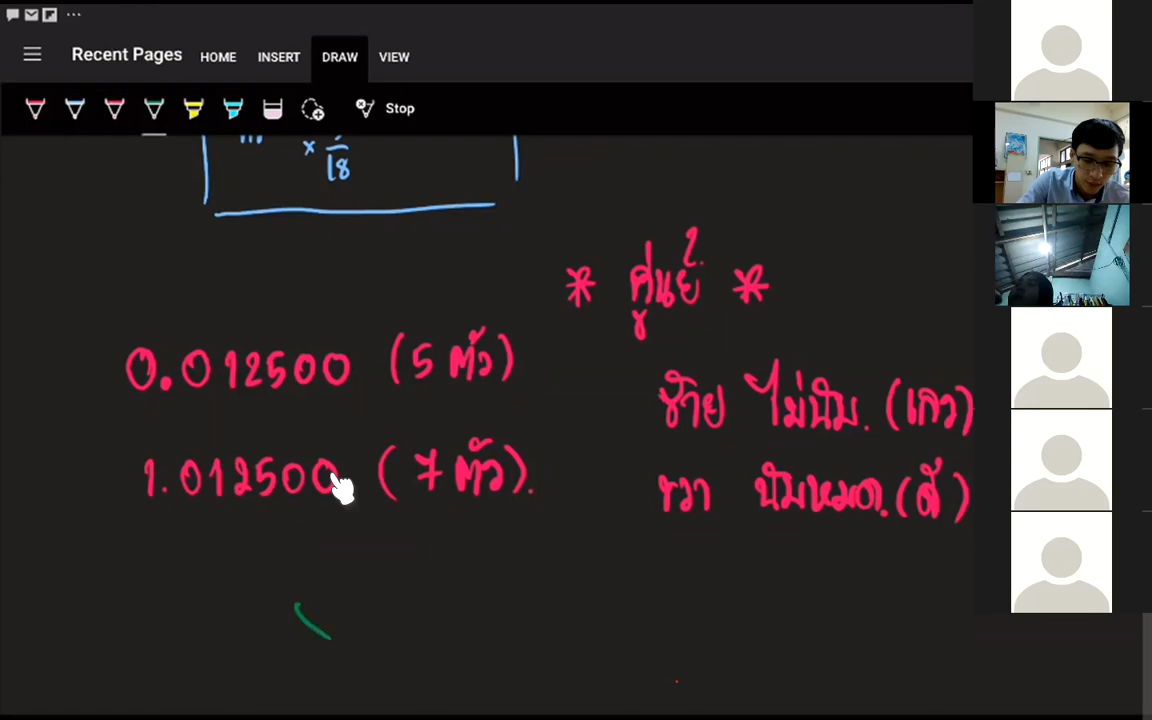 Recent Pages HOME INSERT DRAW VIEW
Stop
× 18
* ศูนย์ *
0.012500 (5 ตัว)
ซ้าย ไม่นับ. (เลว)
1.012500 (7 ตัว).
ขวา นับหมด. (ดี)